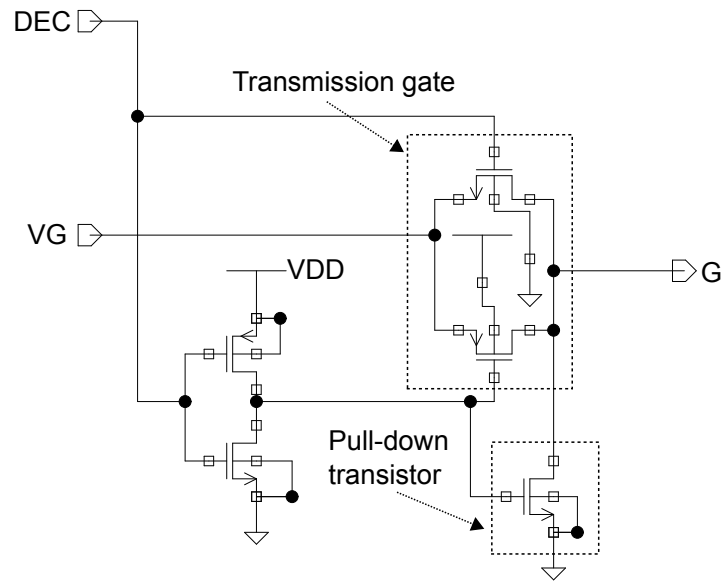 DEC
Transmission gate
VG
G
VDD
Pull-down
transistor